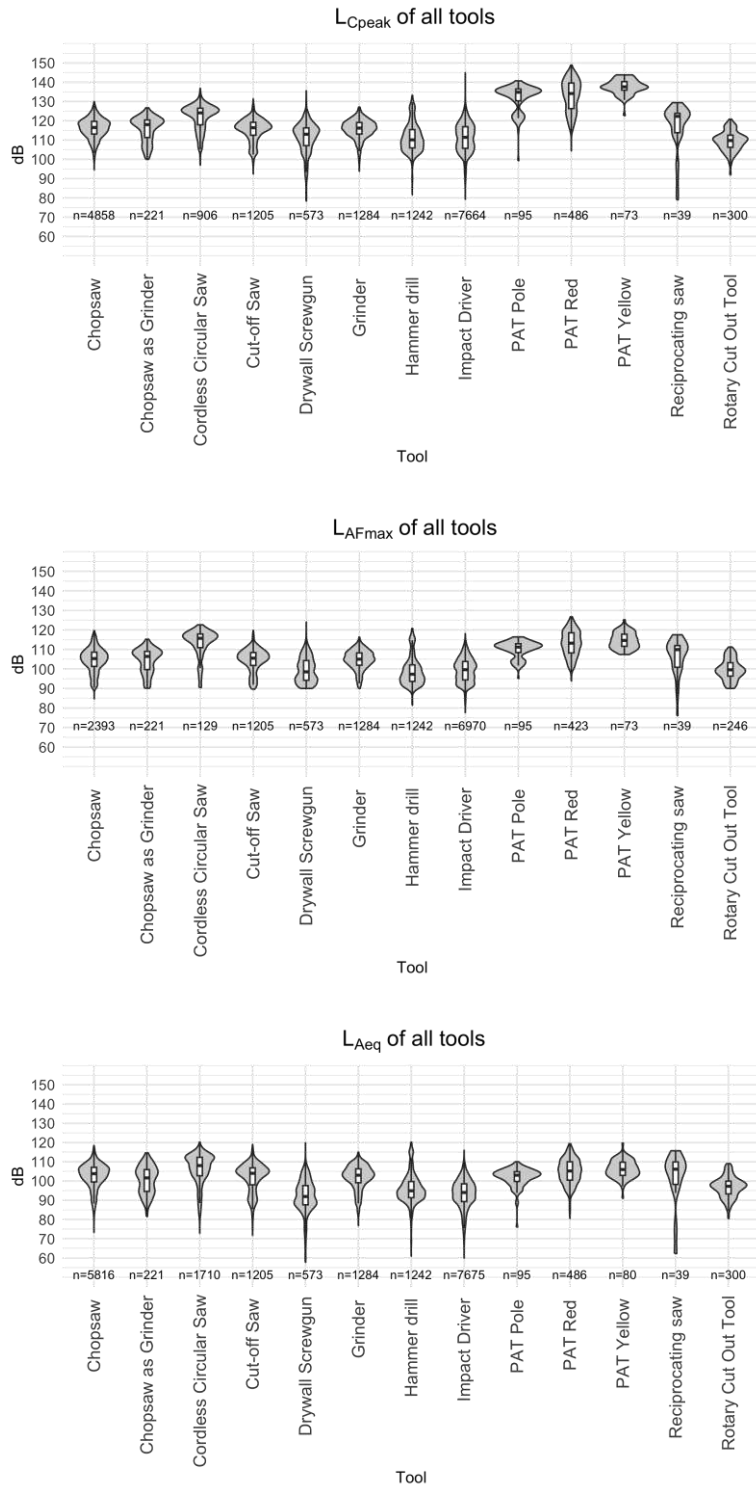 LCpeak of all tools
150
140
130
120
110
100
90
80
70
60
dB
n=4858 n=221 n=906 n=1205 n=573 n=1284 n=1242 n=7664 n=95 n=486 n=73 n=39 n=300
Chopsaw
Chopsaw as Grinder
Cordless Circular Saw
Cut-off Saw
Drywall Screwgun
Grinder
Hammer drill
Impact Driver
PAT Pole
PAT Red
PAT Yellow
Reciprocating saw
Rotary Cut Out Tool
Tool
LAFmax of all tools
150
140
130
120
110
100
90
80
70
60
dB
n=2393 n=221 n=129 n=1205 n=573 n=1284 n=1242 n=6970 n=95 n=423 n=73 n=39 n=246
Chopsaw
Chopsaw as Grinder
Cordless Circular Saw
Cut-off Saw
Drywall Screwgun
Grinder
Hammer drill
Impact Driver
PAT Pole
PAT Red
PAT Yellow
Reciprocating saw
Rotary Cut Out Tool
Tool
LAeq of all tools
150
140
130
120
110
100
90
80
70
60
dB
n=5816 n=221 n=1710 n=1205 n=573 n=1284 n=1242 n=7675 n=95 n=486 n=80 n=39 n=300
Chopsaw
Chopsaw as Grinder
Cordless Circular Saw
Cut-off Saw
Drywall Screwgun
Grinder
Hammer drill
Impact Driver
PAT Pole
PAT Red
PAT Yellow
Reciprocating saw
Rotary Cut Out Tool
Tool